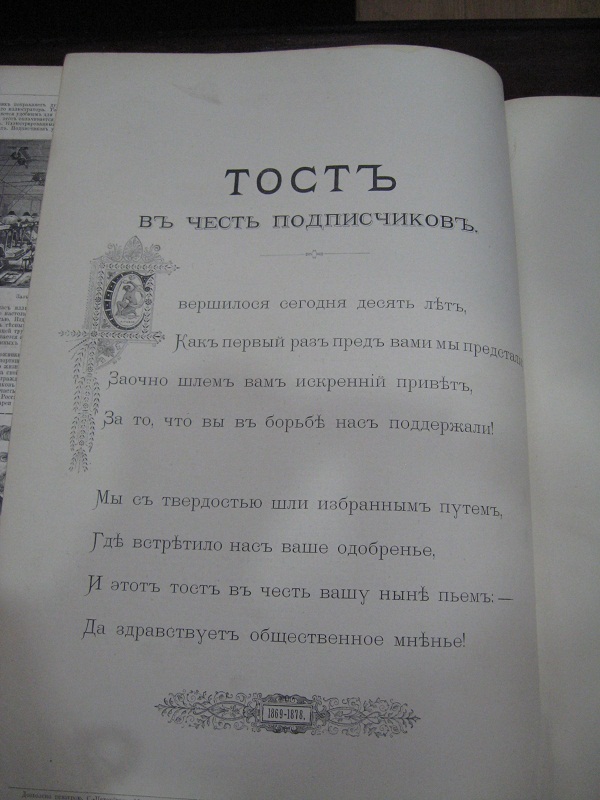 ТОСТЪ
ВЪ ЧЕСТЬ ПОДПИСЧИКОВЪ.
Свершилося сегодня десять лѣтъ,
Какъ первый разъ предъ вами мы предстали
Заочно шлемъ вамъ искренній привѣтъ,
За то, что вы въ борьбѣ насъ поддержали!
Мы съ твердостью шли избраннымъ путемъ,
Гдѣ встрѣтило насъ ваше одобренье,
И этотъ тостъ въ честь вашу нынѣ пьемъ:—
Да здравствуетъ общественное мнѣнье!
1869-1878.